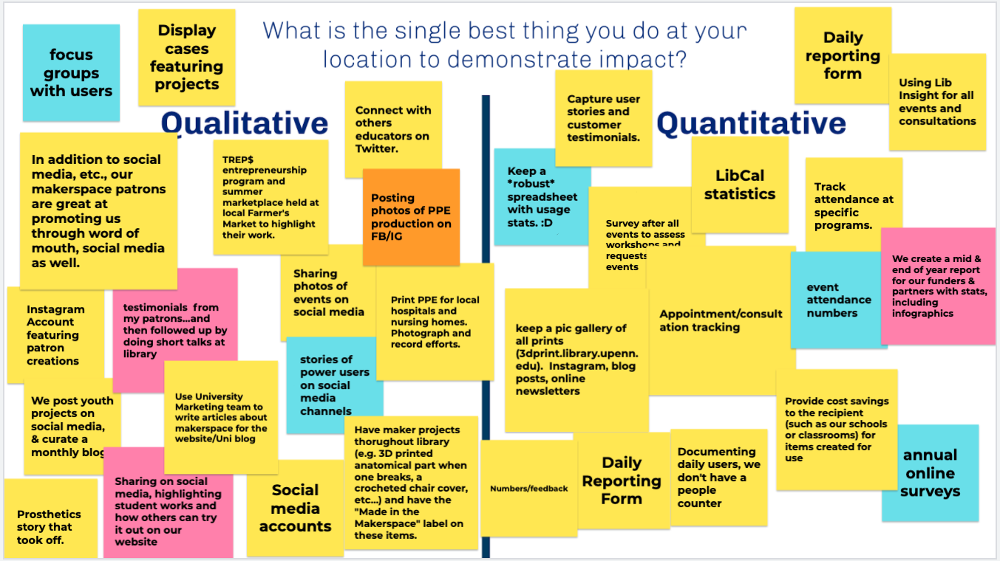 What is the single best thing you do at your
location to demonstrate impact?
Qualitative
focus
groups
with users
Display
cases
featuring
projects
In addition to social
media, etc., our
makerspace patrons
are great at
promoting us
through word of
mouth, social media
as well.
TREP$
entrepreneurship
program and
summer
marketplace held at
local Farmer's
Market to highlight
their work.
Connect with
others
educators on
Twitter.
Posting
photos of PPE
production on
FB/IG
Sharing
photos of
events on
social media
Print PPE for local
hospitals and
nursing homes.
Photograph and
record efforts.
Instagram
Account
featuring
patron
creations
testimonials from
my patrons...and
then followed up by
doing short talks at
library
stories of
power users
on social
media
channels
We post youth
projects on
social media,
& curate a
monthly blog
Use University
Marketing team to
write articles about
makerspace for the
website/Uni blog
Have maker projects
thorughout library
(e.g. 3D printed
anatomical part when
one breaks, a
crocheted chair cover,
etc...) and have the
"Made in the
Makerspace" label on
these items.
Prosthetics
story that
took off.
Sharing on social
media, highlighting
student works and
how others can try
it out on our
website
Social
media
accounts
Quantitative
Capture user
stories and
customer
testimonials.
Daily
reporting
form
Using Lib
Insight for all
events and
consultations
Keep a
*robust*
spreadsheet
with usage
stats. :D
LibCal
statistics
Track
attendance at
specific
programs.
Survey after all
events to assess
workshops and
requests
events
We create a mid &
end of year report
for our funders &
partners with stats,
including
infographics
event
attendance
numbers
Appointment/consult
ation tracking
keep a pic gallery of
all prints
(3dprint.library.upenn.
edu). Instagram, blog
posts, online
newsletters
Provide cost savings
to the recipient
(such as our schools
or classrooms) for
items created for
use
Numbers/feedback
Daily
Reporting
Form
Documenting
daily users, we
don't have a
people
counter
annual
online
surveys